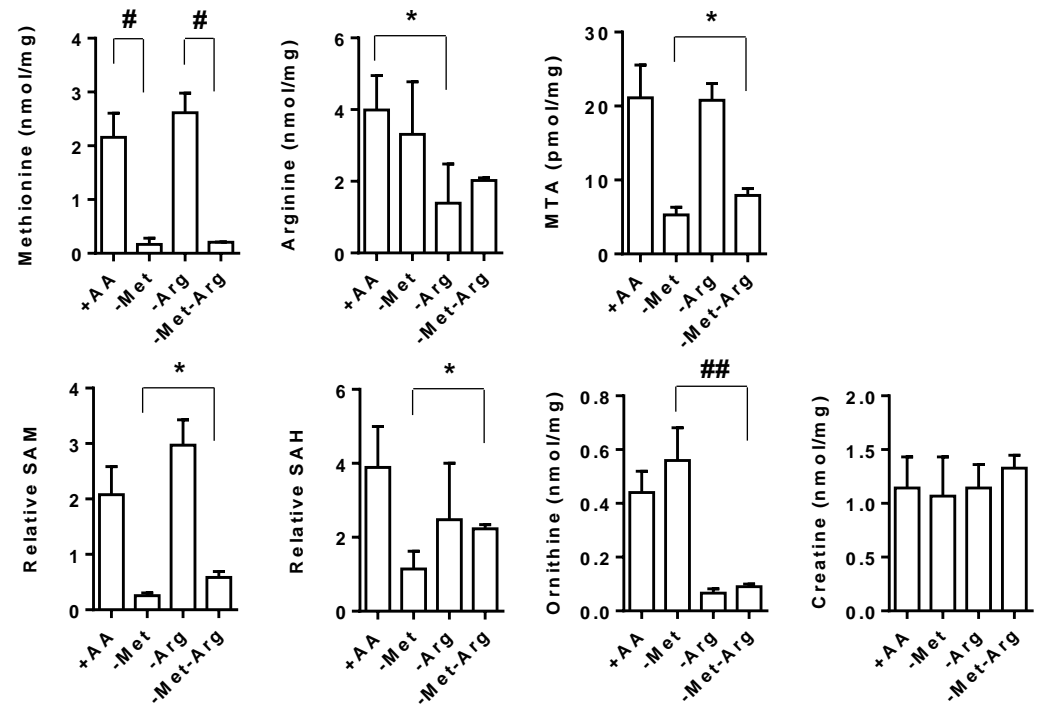 # #
Methionine (nmol/mg)
4
3
2
1
0
+AA -Met -Arg -Met-Arg
*
Arginine (nmol/mg)
6
4
2
0
+AA -Met -Arg -Met-Arg
*
MTA (pmol/mg)
30
20
10
0
+AA -Met -Arg -Met-Arg
*
Relative SAM
4
3
2
1
0
+AA -Met -Arg -Met-Arg
*
Relative SAH
6
4
2
0
+AA -Met -Arg -Met-Arg
##
Ornithine (nmol/mg)
0.8
0.6
0.4
0.2
0.0
+AA -Met -Arg -Met-Arg
Creatine (nmol/mg)
2.0
1.5
1.0
0.5
0.0
+AA -Met -Arg -Met-Arg